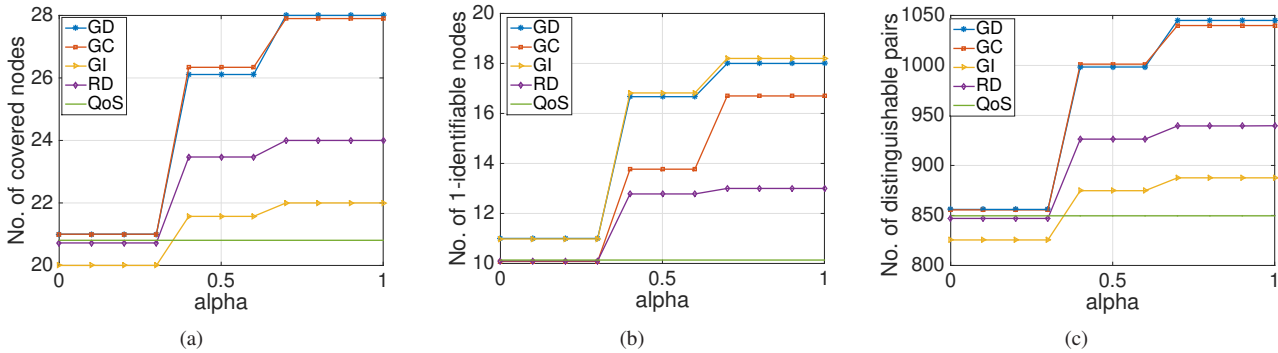 No. of covered nodes
28
26
24
22
20
GD
GC
GI
RD
QoS
0
0.5
1
alpha
(a)
No. of 1-identifiable nodes
20
18
16
14
12
10
GD
GC
GI
RD
QoS
0
0.5
1
alpha
(b)
No. of distinguishable pairs
1050
1000
950
900
850
800
GD
GC
GI
RD
QoS
0
0.5
1
alpha
(c)